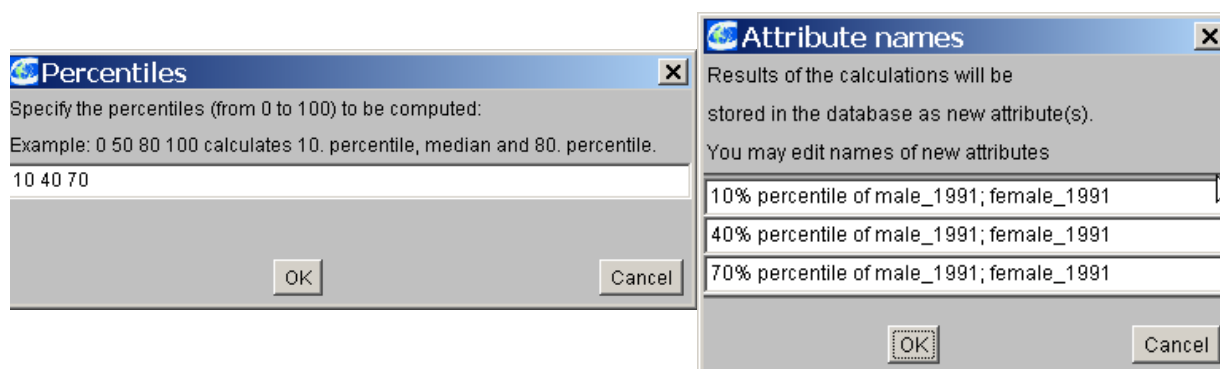 Percentiles
Specify the percentiles (from 0 to 100) to be computed:
Example: 0 50 80 100 calculates 10. percentile, median and 80. percentile.
10 40 70
OK
Cancel
Attribute names
Results of the calculations will be
stored in the database as new attribute(s).
You may edit names of new attributes
10% percentile of male_1991; female_1991
40% percentile of male_1991; female_1991
70% percentile of male_1991; female_1991
OK
Cancel